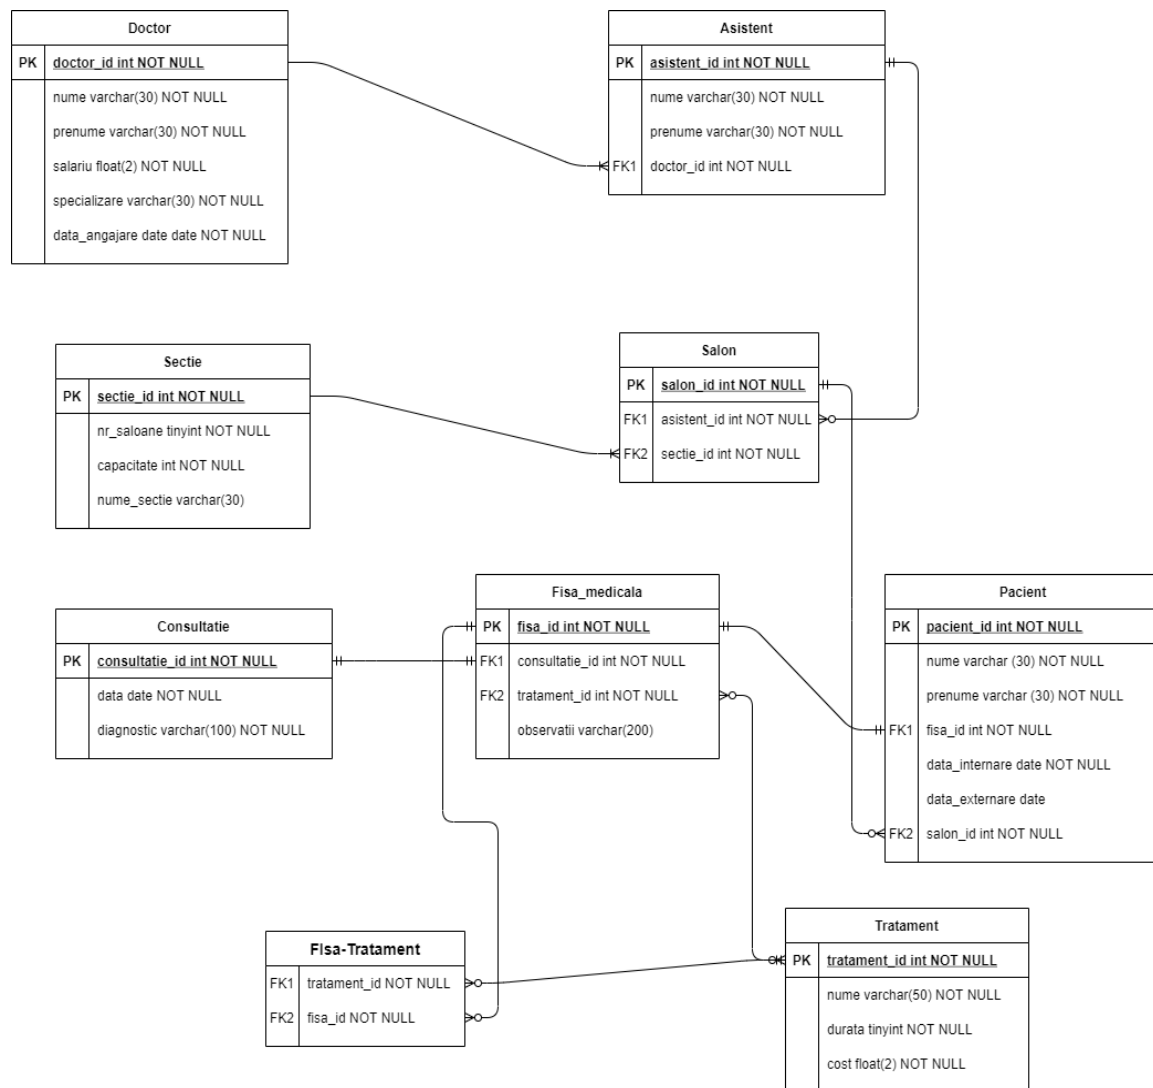 Doctor
PK doctor_id int NOT NULL
nume varchar(30) NOT NULL
prenume varchar(30) NOT NULL
salariu float(2) NOT NULL
specializare varchar(30) NOT NULL
data_angajare date date NOT NULL
Asistent
PK asistent_id int NOT NULL
nume varchar(30) NOT NULL
prenume varchar(30) NOT NULL
FK1 doctor_id int NOT NULL
Sectie
PK sectie_id int NOT NULL
nr_saloane tinyint NOT NULL
capacitate int NOT NULL
nume_sectie varchar(30)
Salon
PK salon_id int NOT NULL
FK1 asistent_id int NOT NULL
FK2 sectie_id int NOT NULL
Consultatie
PK consultatie_id int NOT NULL
data date NOT NULL
diagnostic varchar(100) NOT NULL
Fisa_medicala
PK fisa_id int NOT NULL
FK1 consultatie_id int NOT NULL
FK2 tratament_id int NOT NULL
observatii varchar(200)
Pacient
PK pacient_id int NOT NULL
nume varchar (30) NOT NULL
prenume varchar (30) NOT NULL
FK1 fisa_id int NOT NULL
data_internare date NOT NULL
data_externare date
FK2 salon_id int NOT NULL
FIsa-Tratament
FK1 tratament_id NOT NULL
FK2 fisa_id NOT NULL
Tratament
PK tratament_id int NOT NULL
nume varchar(50) NOT NULL
durata tinyint NOT NULL
cost float(2) NOT NULL